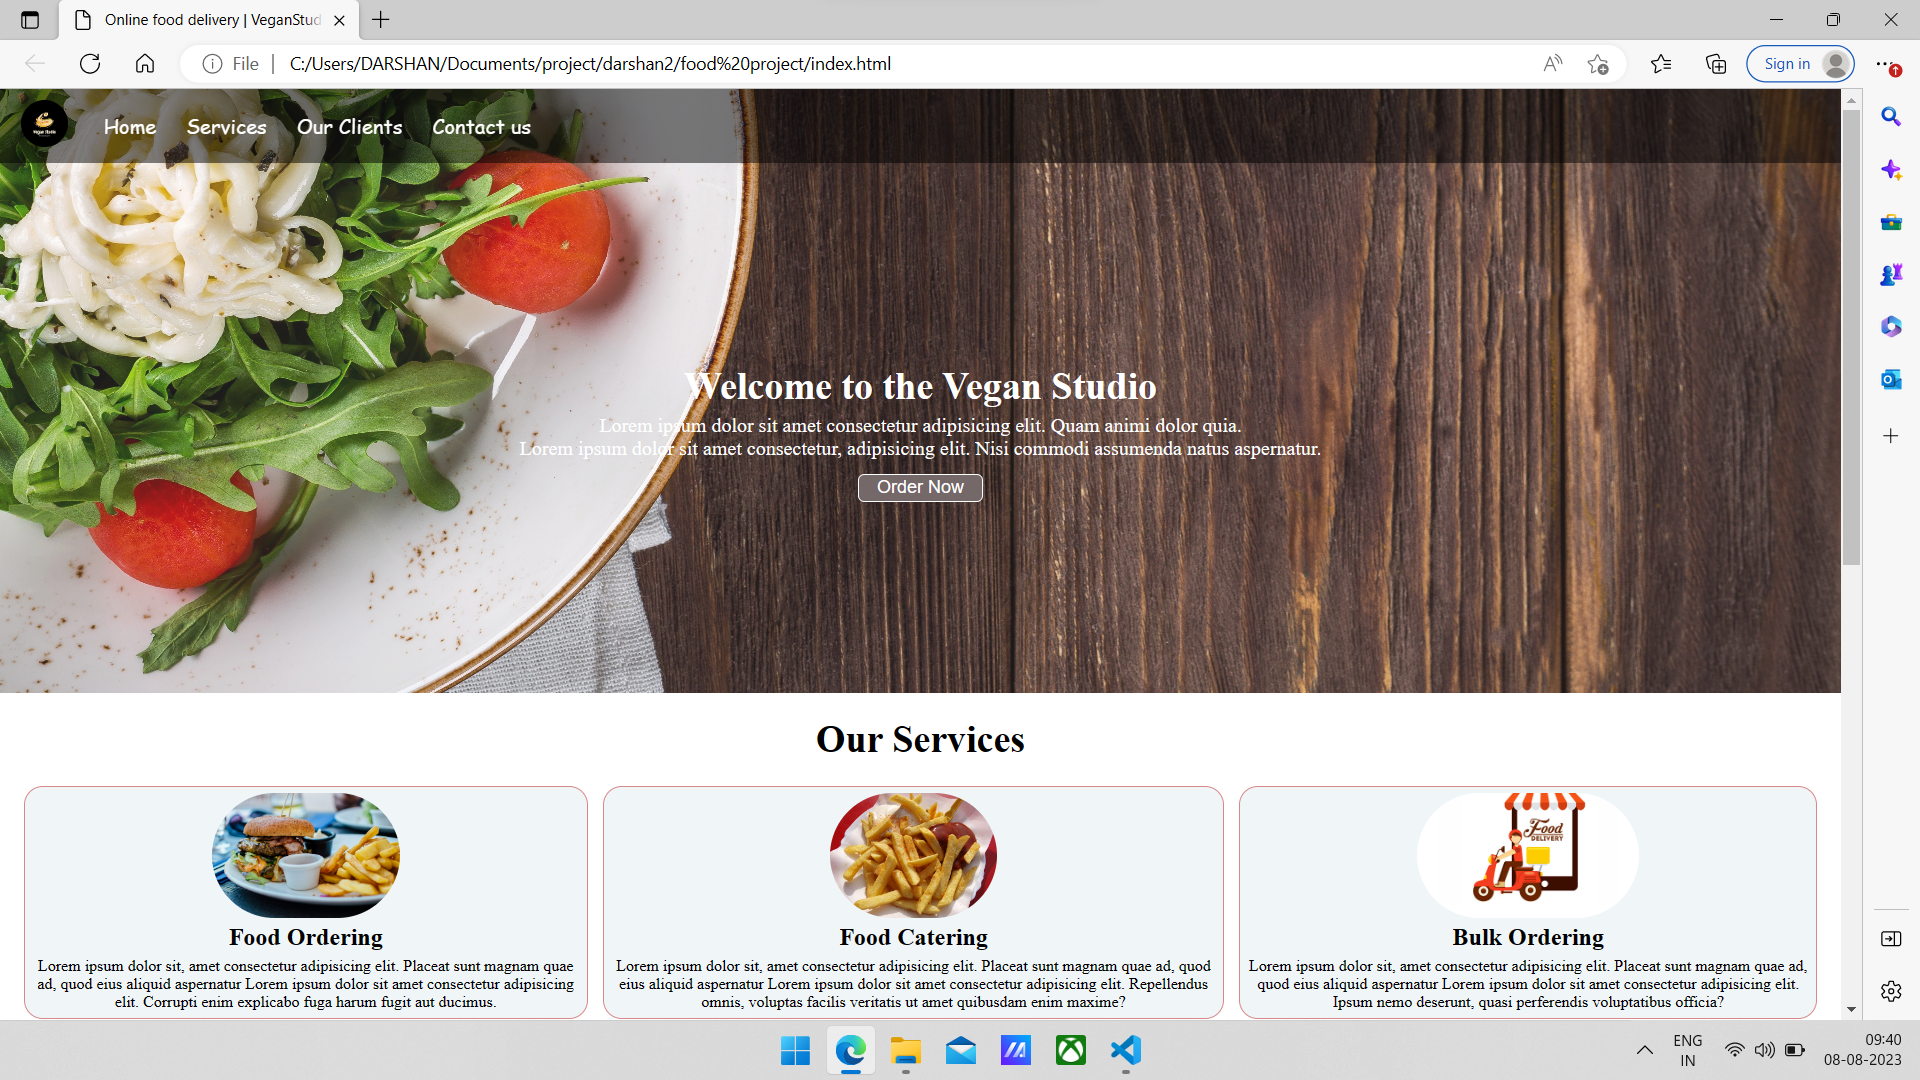 Online food delivery | VeganStud
File
C:/Users/DARSHAN/Documents/project/darshan2/food%20project/index.html
Sign in
Home
Services
Our Clients
Contact us
Welcome to the Vegan Studio
Lorem ipsum dolor sit amet consectetur adipisicing elit. Quam animi dolor quia.
Lorem ipsum dolor sit amet consectetur, adipisicing elit. Nisi commodi assumenda natus aspernatur.
Order Now
Our Services
Food
DELIVERY
Food Ordering
Lorem ipsum dolor sit, amet consectetur adipisicing elit. Placeat sunt magnam quae
ad, quod eius aliquid aspernatur Lorem ipsum dolor sit amet consectetur adipisicing
elit. Corrupti enim explicabo fuga harum fugit aut ducimus.
Food Catering
Lorem ipsum dolor sit, amet consectetur adipisicing elit. Placeat sunt magnam quae ad, quod
eius aliquid aspernatur Lorem ipsum dolor sit amet consectetur adipisicing elit. Repellendus
omnis, voluptas facilis veritatis ut amet quibusdam enim maxime?
Bulk Ordering
Lorem ipsum dolor sit, amet consectetur adipisicing elit. Placeat sunt magnam quae ad,
quod eius aliquid aspernatur Lorem ipsum dolor sit amet consectetur adipisicing elit.
Ipsum nemo deserunt, quasi perferendis voluptatibus officia?
ENG
IN
09:40
08-08-2023